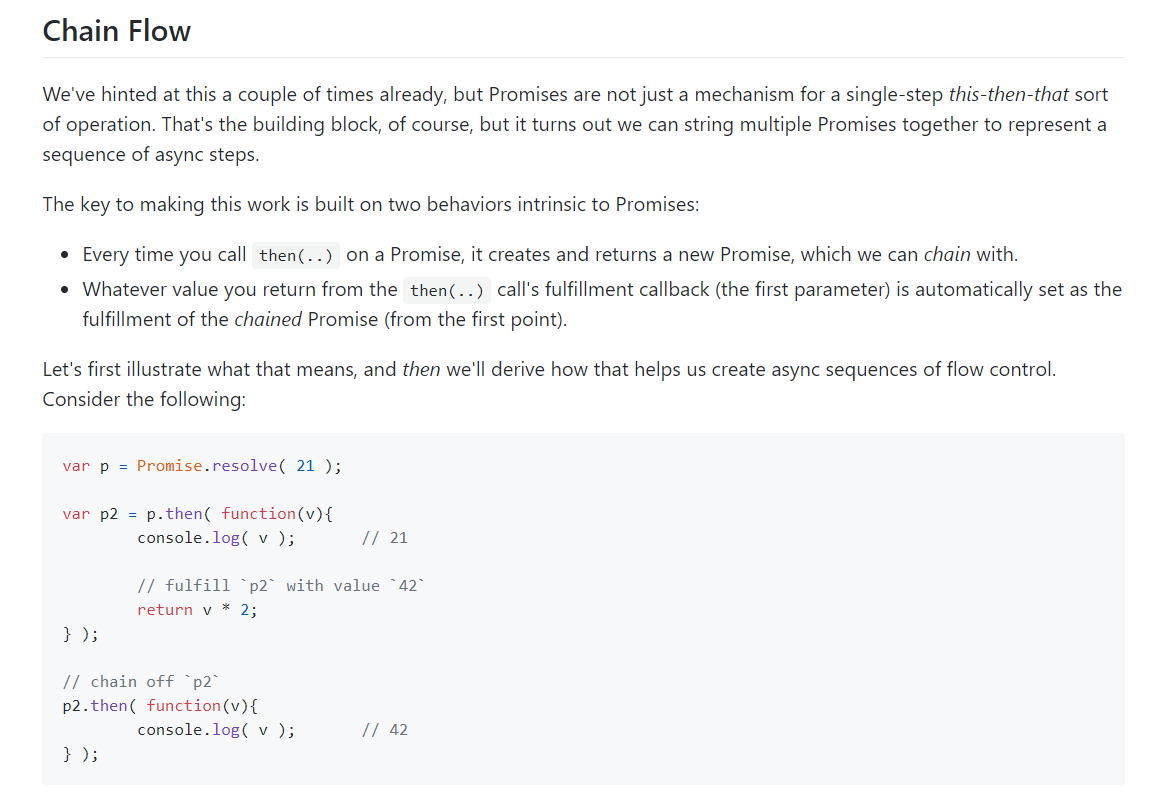 Chain Flow
We've hinted at this a couple of times already, but Promises are not just a mechanism for a single-step this-then-that sort
of operation. That's the building block, of course, but it turns out we can string multiple Promises together to represent a
sequence of async steps.
The key to making this work is built on two behaviors intrinsic to Promises:
• Every time you call then(..) on a Promise, it creates and returns a new Promise, which we can chain with.
• Whatever value you return from the then(..) call's fulfillment callback (the first parameter) is automatically set as the
fulfillment of the chained Promise (from the first point).
Let's first illustrate what that means, and then we'll derive how that helps us create async sequences of flow control.
Consider the following:
var p = Promise.resolve( 21 );
var p2 = p.then( function(v){
        console.log( v );       // 21
        // fulfill `p2` with value `42`
        return v * 2;
} );
// chain off `p2`
p2.then( function(v){
        console.log( v );       // 42
} );